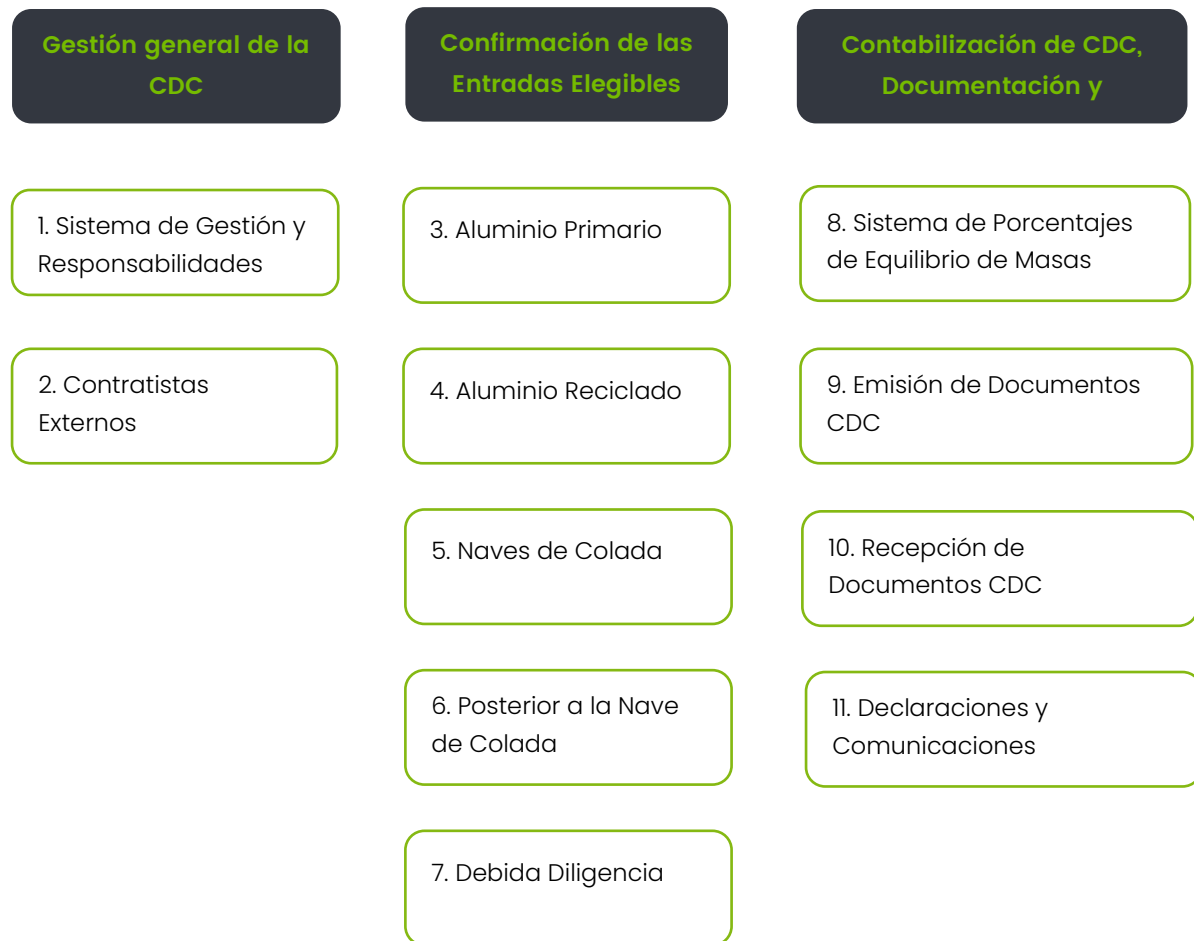 Gestión general de la
CDC
Confirmación de las
Entradas Elegibles
Contabilización de CDC,
Documentación y
1. Sistema de Gestión y
Responsabilidades
2. Contratistas
Externos
3. Aluminio Primario
4. Aluminio Reciclado
5. Naves de Colada
6. Posterior a la Nave
de Colada
7. Debida Diligencia
8. Sistema de Porcentajes
de Equilibrio de Masas
9. Emisión de Documentos
CDC
10. Recepción de
Documentos CDC
11. Declaraciones y
Comunicaciones